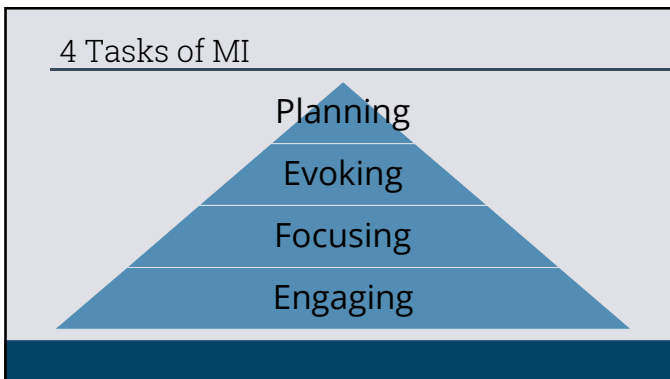 4 Tasks of MI
Planning
Evoking
Focusing
Engaging